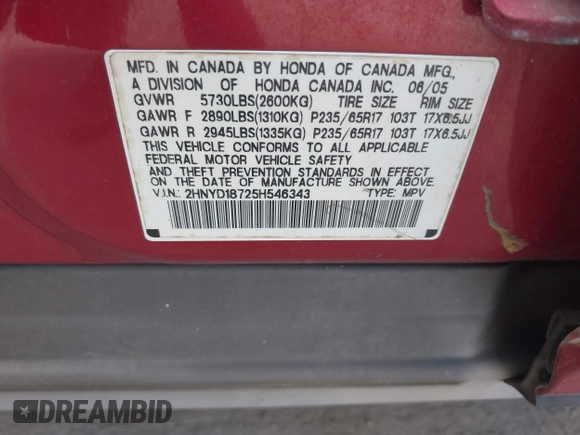 MFD. IN CANADA BY HONDA OF CANADA MFG.,
A DIVISION OF HONDA CANADA INC. 06/05
GVWR 5730LBS(2600KG) TIRE SIZE RIM SIZE
GAWR F 2890LBS(1310KG) P235/65R17 103T 17X6.5JJ
GAWR R 2945LBS(1335KG) P235/65R17 103T 17X6.5JJ
THIS VEHICLE CONFORMS TO ALL APPLICABLE
FEDERAL MOTOR VEHICLE SAFETY
AND THEFT PREVENTION STANDARDS IN EFFECT
ON THE DATE OF MANUFACTURE SHOWN ABOVE.
V.I.N.: 2HNYD18725H546343 TYPE: MPV
DREAMBID